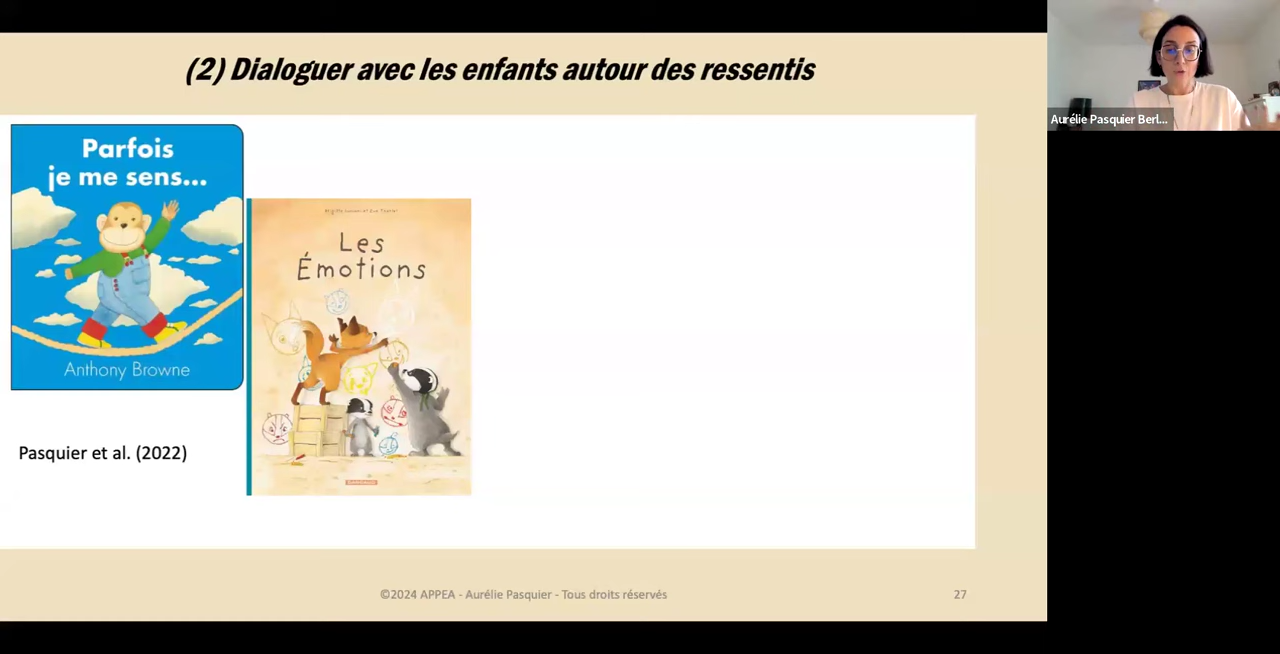 (2) Dialoguer avec les enfants autour des ressentis
Aurélie Pasquier Berl...
Parfois
je me sens...
Anthony Browne
Les
Émotions
Pasquier et al. (2022)
©2024 APPEA - Aurélie Pasquier - Tous droits réservés
27